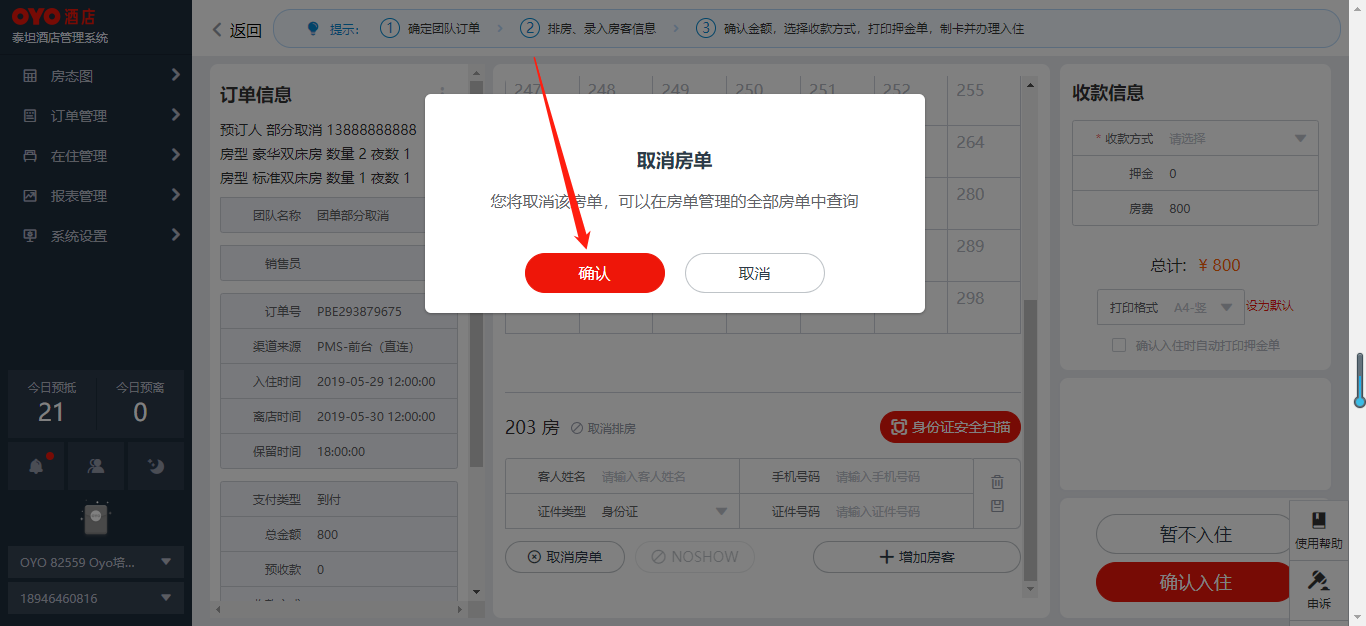 OYO 酒店
泰坦酒店管理系统
房态图
订单管理
在住管理
报表管理
系统设置
今日预抵
21
今日预离
0
OYO 82559 Oyo培...
18946460816
返回
提示:
1 确定团队订单
2 排房、录入房客信息
3 确认金额，选择收款方式，打印押金单，制卡并办理入住
订单信息
预订人 部分取消 13888888888
房型 豪华双床房 数量 2 夜数 1
房型 标准双床房 数量 1 夜数 1
团队名称 团单部分取消
销售员
订单号 PBE293879675
渠道来源 PMS-前台（直连）
入住时间 2019-05-29 12:00:00
离店时间 2019-05-30 12:00:00
保留时间 18:00:00
支付类型 到付
总金额 800
预收款 0
247 248 249 250 251 252 255
264
280
289
298
取消房单
您将取消该房单，可以在房单管理的全部房单中查询
确认
取消
203 房 取消排房
身份证安全扫描
客人姓名 请输入客人姓名 手机号码 请输入手机号码
证件类型 身份证 证件号码 请输入证件号码
取消房单 NOSHOW 增加房客
收款信息
* 收款方式 请选择
押金 0
房费 800
总计: ¥ 800
打印格式 A4-竖 设为默认
确认入住时自动打印押金单
暂不入住
确认入住
使用帮助
申诉